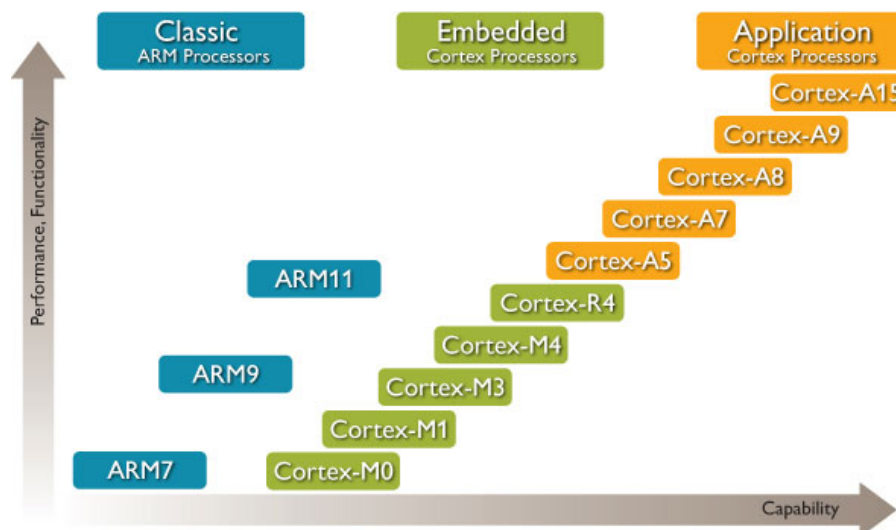 Classic
ARM Processors
Embedded
Cortex Processors
Application
Cortex Processors
Performance, Functionality
Cortex-A15
Cortex-A9
Cortex-A8
Cortex-A7
Cortex-A5
ARM11
Cortex-R4
Cortex-M4
ARM9
Cortex-M3
Cortex-M1
ARM7
Cortex-M0
Capability